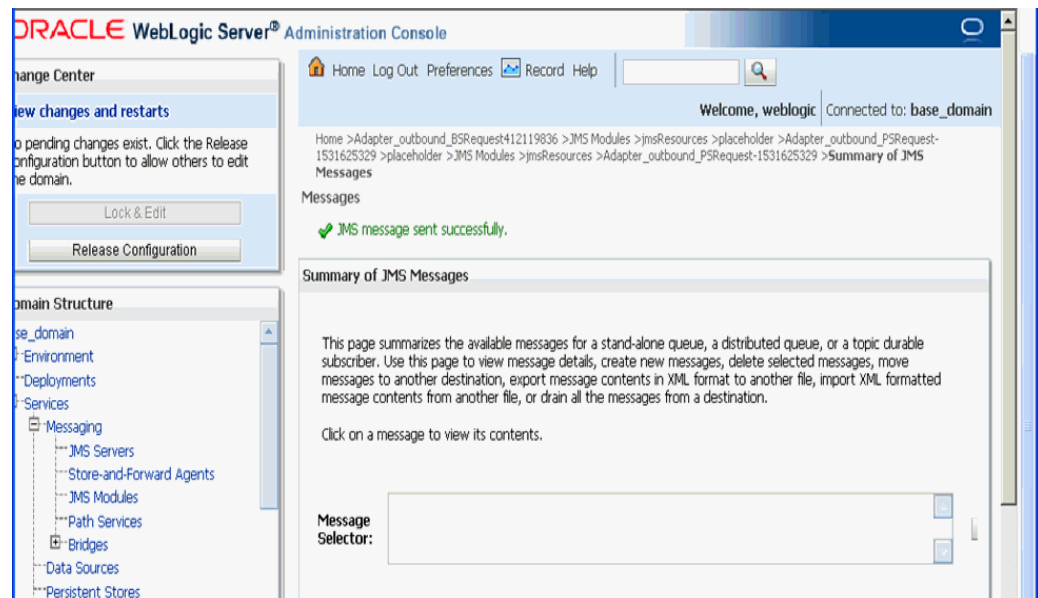 ORACLE WebLogic Server® Administration Console
hange Center
iew changes and restarts
o pending changes exist. Click the Release
onfiguration button to allow others to edit
he domain.
Lock & Edit
Release Configuration
omain Structure
se_domain
Environment
Deployments
Services
Messaging
JMS Servers
Store-and-Forward Agents
JMS Modules
Path Services
Bridges
Data Sources
Persistent Stores
Home Log Out Preferences Record Help
Welcome, weblogic Connected to: base_domain
Home >Adapter_outbound_BSRequest412119836 >JMS Modules >jmsResources >placeholder >Adapter_outbound_PSRequest-
1531625329 >placeholder >JMS Modules >jmsResources >Adapter_outbound_PSRequest-1531625329 >Summary of JMS
Messages
Messages
JMS message sent successfully.
Summary of JMS Messages
This page summarizes the available messages for a stand-alone queue, a distributed queue, or a topic durable
subscriber. Use this page to view message details, create new messages, delete selected messages, move
messages to another destination, export message contents in XML format to another file, import XML formatted
message contents from another file, or drain all the messages from a destination.
Click on a message to view its contents.
Message
Selector: